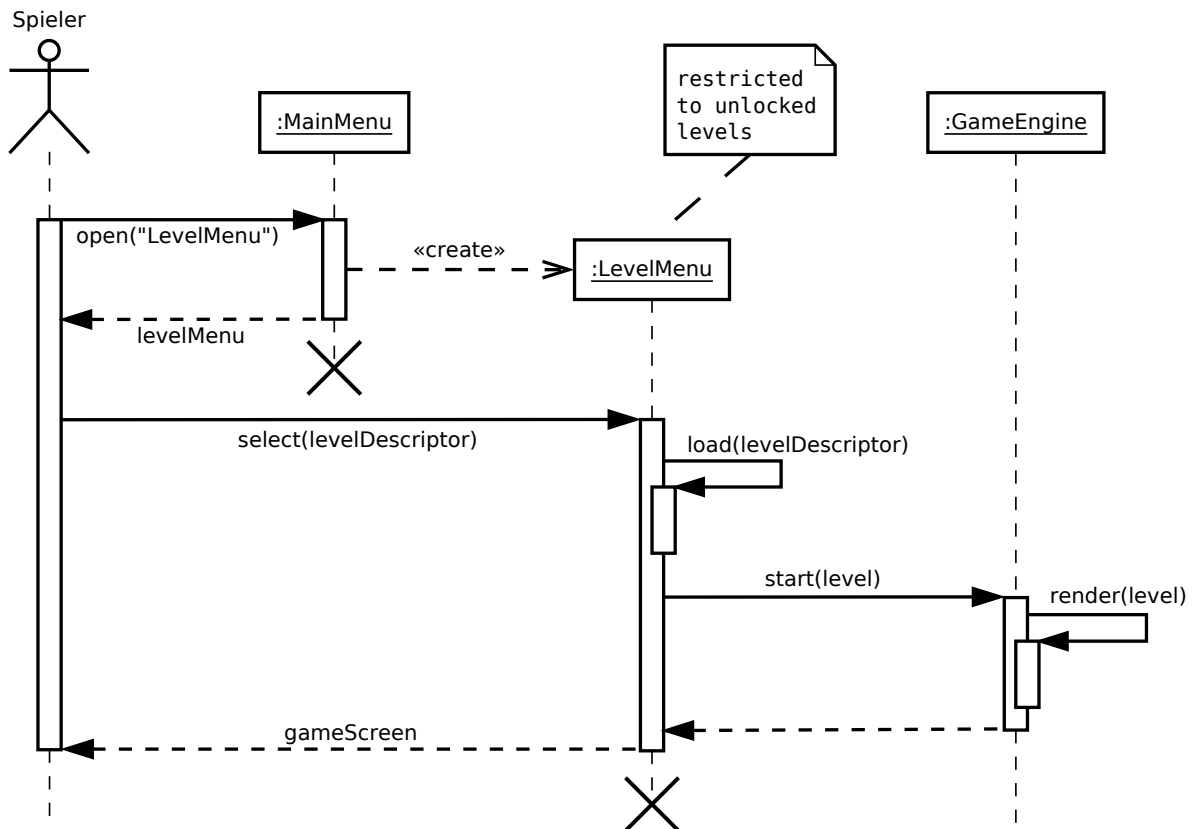 Spieler
:MainMenu
restricted
to unlocked
levels
:GameEngine
open("LevelMenu")
«create»
:LevelMenu
levelMenu
select(levelDescriptor)
load(levelDescriptor)
start(level)
render(level)
gameScreen